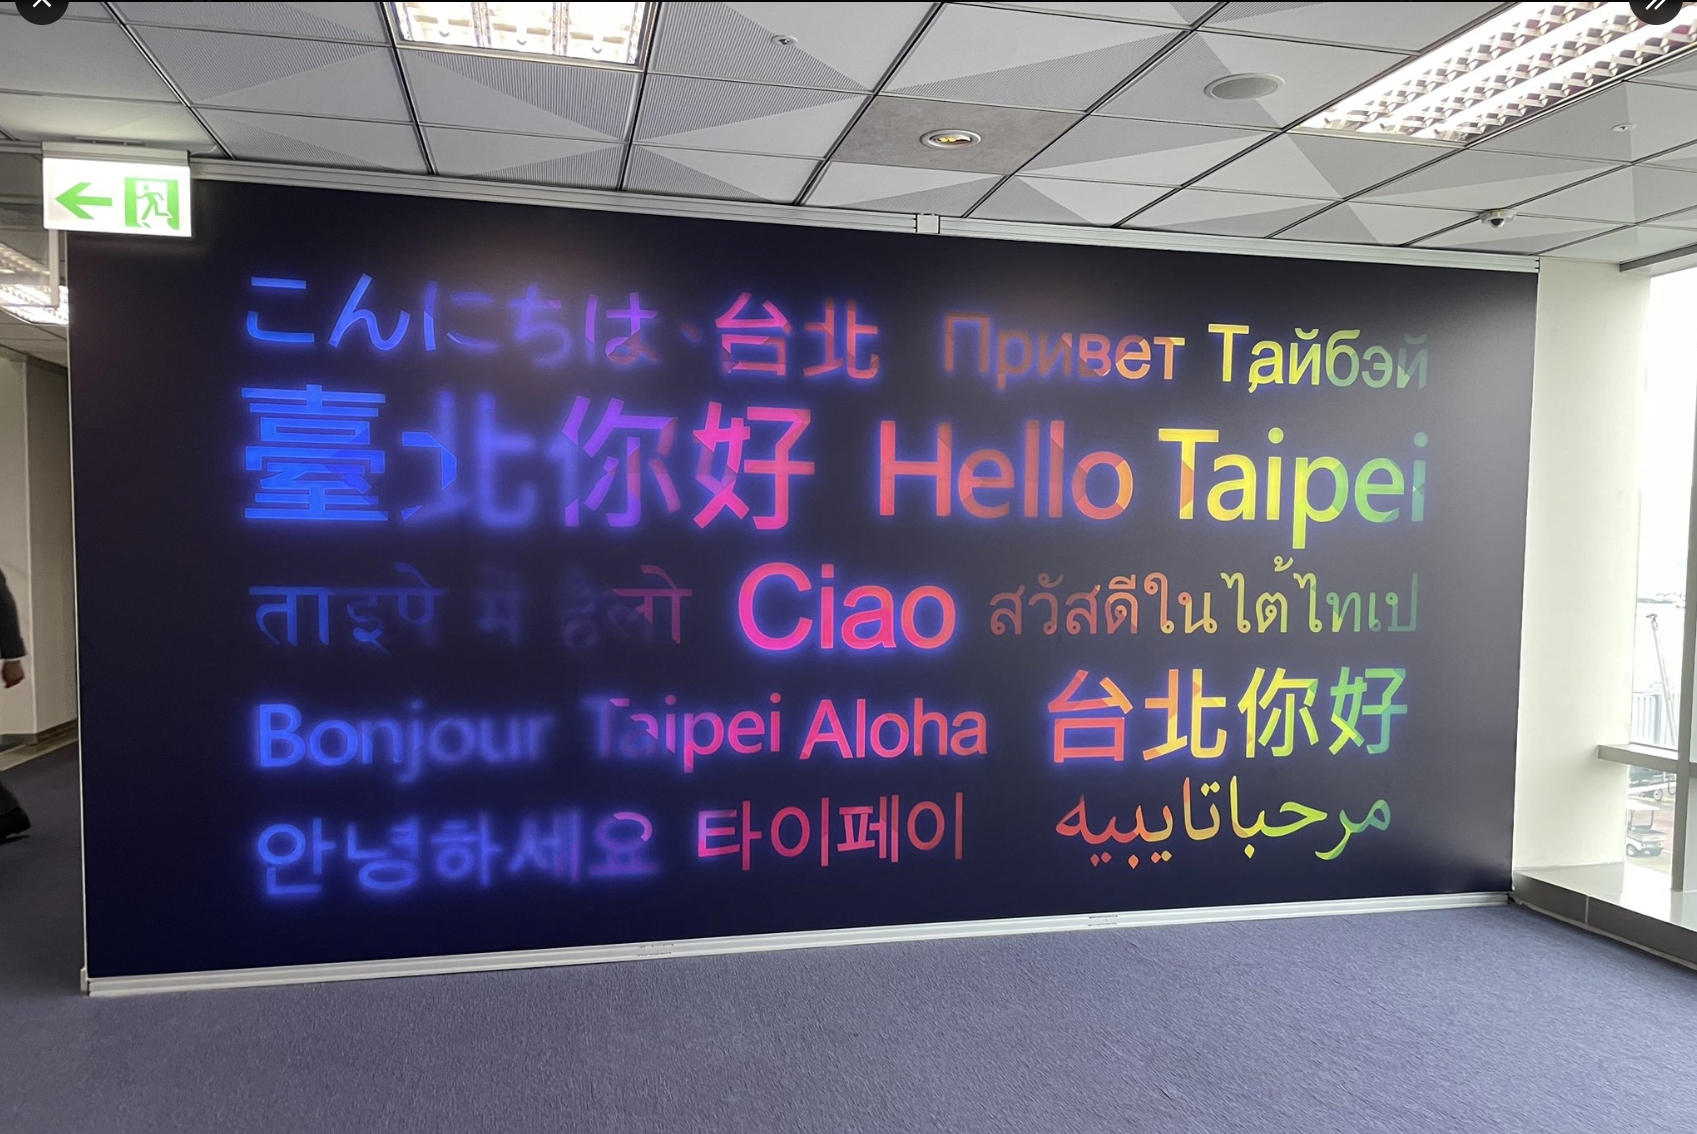 こんにちは、台北 Привет Тайбэй
臺北你好 Hello Taipei
ताइपे में हैलो Ciao สวัสดีในไต้ไทเป
Bonjour Taipei Aloha 台北你好
안녕하세요 타이페이 مرحباتايبيه